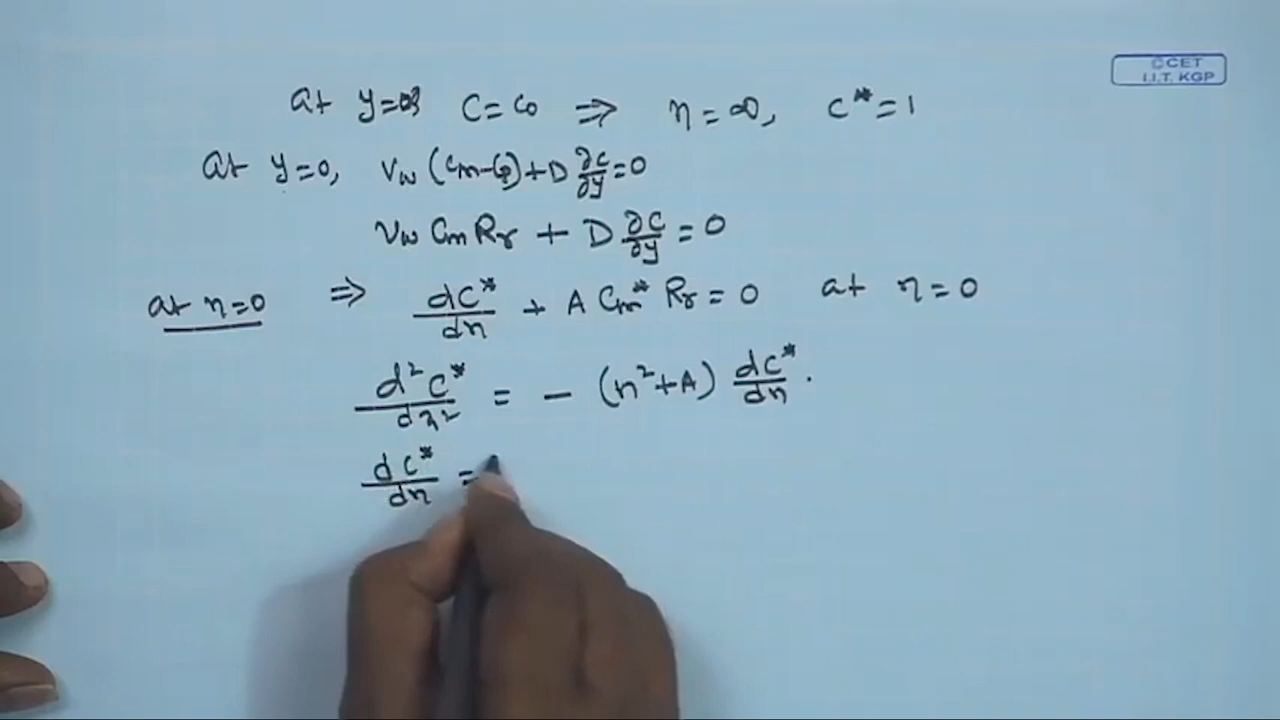 ©CET
I.I.T. KGP
at y=∞ C=C₀ ⇒ η=∞, C*=1
at y=0, Vw (Cm-Cp)+D ∂C/∂y=0
Vw Cm Rr + D ∂C/∂y = 0
at η=0 ⇒ dC*/dη + A Cm* Rr = 0 at η=0
d²C*/dη² = - (η²+A) dC*/dη.
dC*/dη =